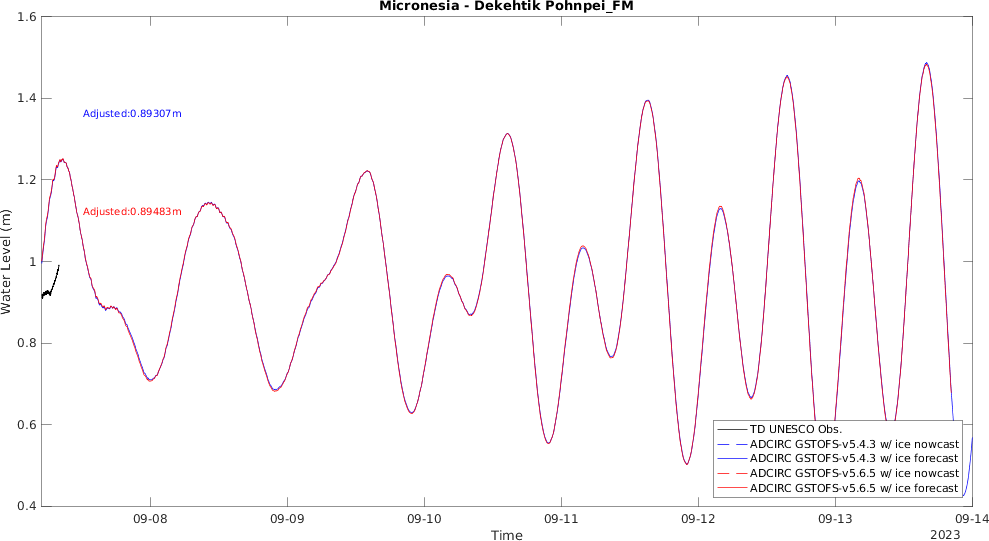 Micronesia - Dekehtik Pohnpei_FM
1.6
1.4
1.2
1
0.8
0.6
0.4
Water Level (m)
Adjusted:0.89307m
Adjusted:0.89483m
TD UNESCO Obs.
ADCIRC GSTOFS-v5.4.3 w/ ice nowcast
ADCIRC GSTOFS-v5.4.3 w/ ice forecast
ADCIRC GSTOFS-v5.6.5 w/ ice nowcast
ADCIRC GSTOFS-v5.6.5 w/ ice forecast
09-08
09-09
09-10
09-11
09-12
09-13
09-14
Time
2023